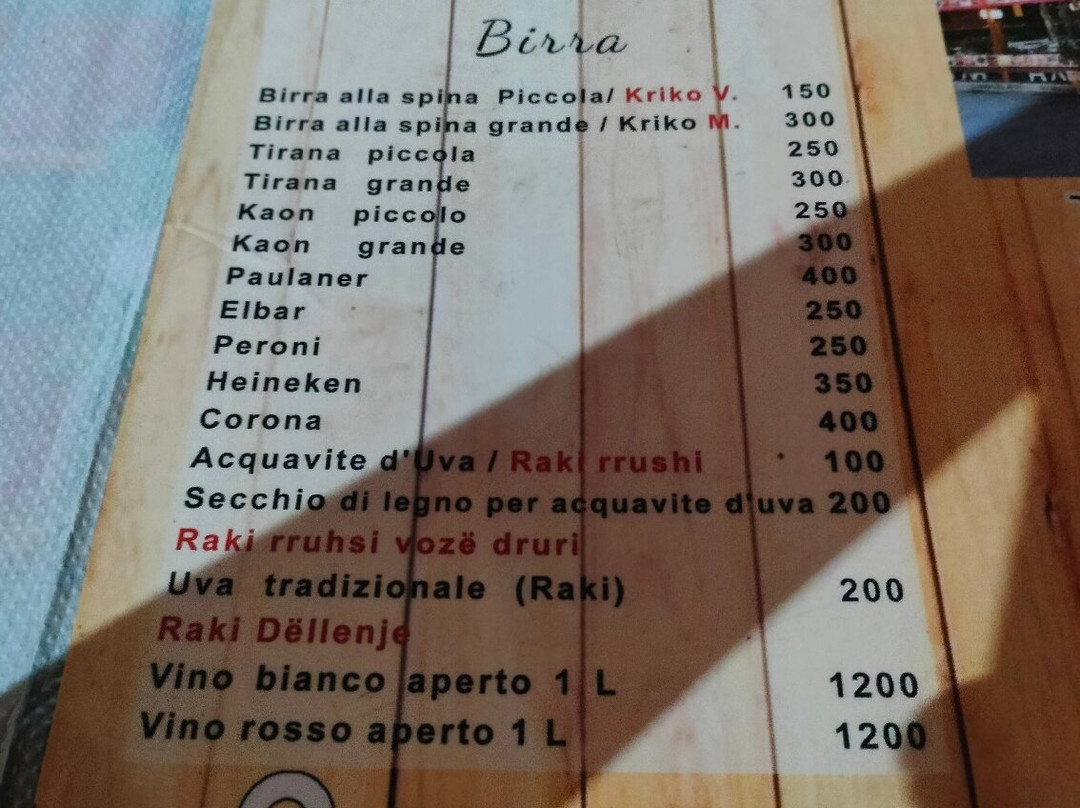 Birra
Birra alla spina Piccola/ Kriko V. 150
Birra alla spina grande / Kriko M. 300
Tirana piccola 250
Tirana grande 300
Kaon piccolo 250
Kaon grande 300
Paulaner 400
Elbar 250
Peroni 250
Heineken 350
Corona 400
Acquavite d'Uva / Raki rrushi 100
Secchio di legno per acquavite d'uva 200
Raki rruhsi vozë druri
Uva tradizionale (Raki) 200
Raki Dëllenje
Vino bianco aperto 1 L 1200
Vino rosso aperto 1 L 1200